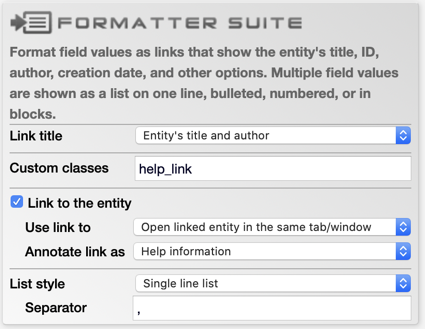 FORMATTER SUITE
Format field values as links that show the entity's title, ID,
author, creation date, and other options. Multiple field values
are shown as a list on one line, bulleted, numbered, or in
blocks.
Link title Entity's title and author
Custom classes help_link
Link to the entity
Use link to Open linked entity in the same tab/window
Annotate link as Help information
List style Single line list
Separator ,